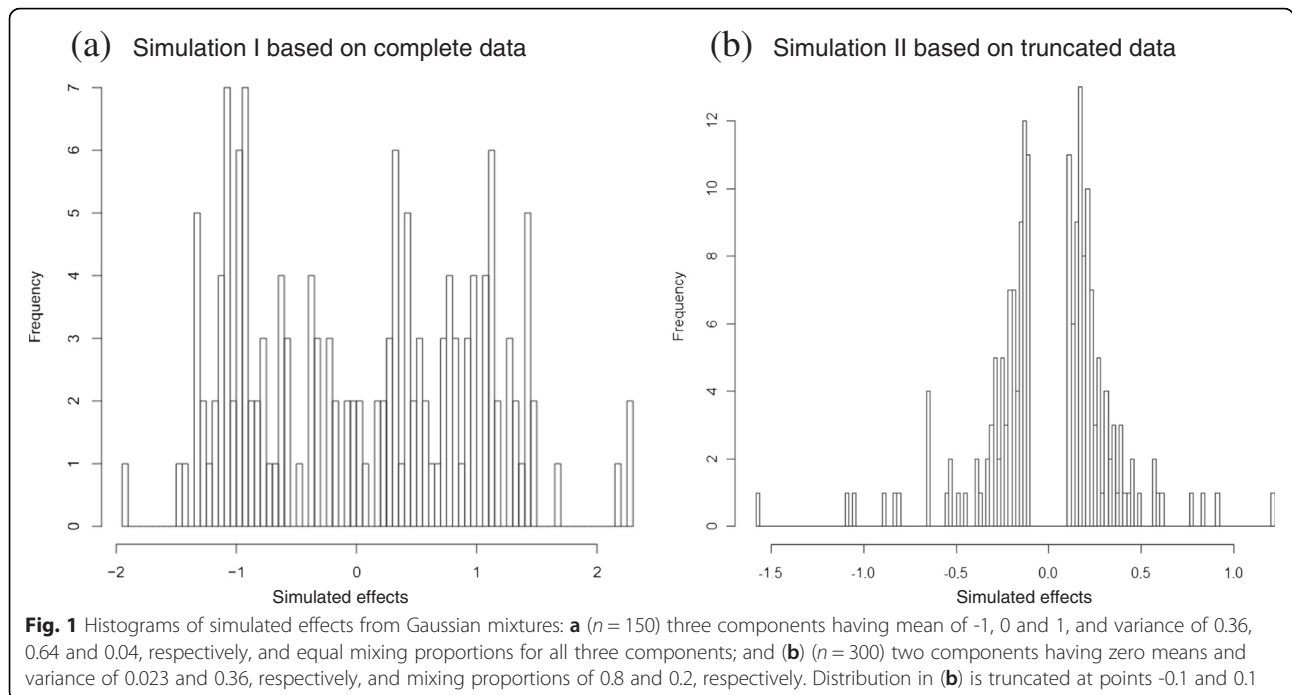 (a) Simulation I based on complete data
(b) Simulation II based on truncated data
7
6
5
4
3
2
1
0
Frequency
−2 −1 0 1 2
Simulated effects
12
10
8
6
4
2
0
Frequency
-1.5 -1.0 -0.5 0.0 0.5 1.0
Simulated effects
Fig. 1 Histograms of simulated effects from Gaussian mixtures: a (n = 150) three components having mean of -1, 0 and 1, and variance of 0.36,
0.64 and 0.04, respectively, and equal mixing proportions for all three components; and (b) (n = 300) two components having zero means and
variance of 0.023 and 0.36, respectively, and mixing proportions of 0.8 and 0.2, respectively. Distribution in (b) is truncated at points -0.1 and 0.1